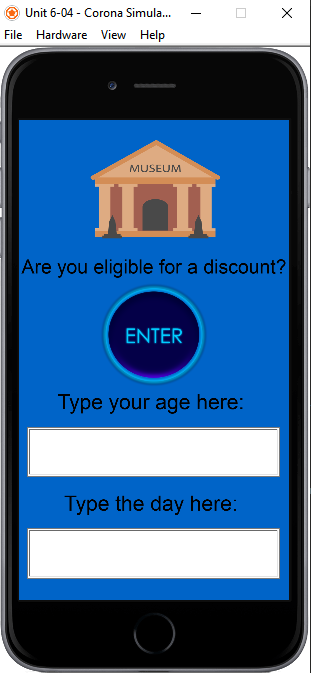 Unit 6-04 - Corona Simula...
File Hardware View Help
MUSEUM
Are you eligible for a discount?
ENTER
Type your age here:
Type the day here: